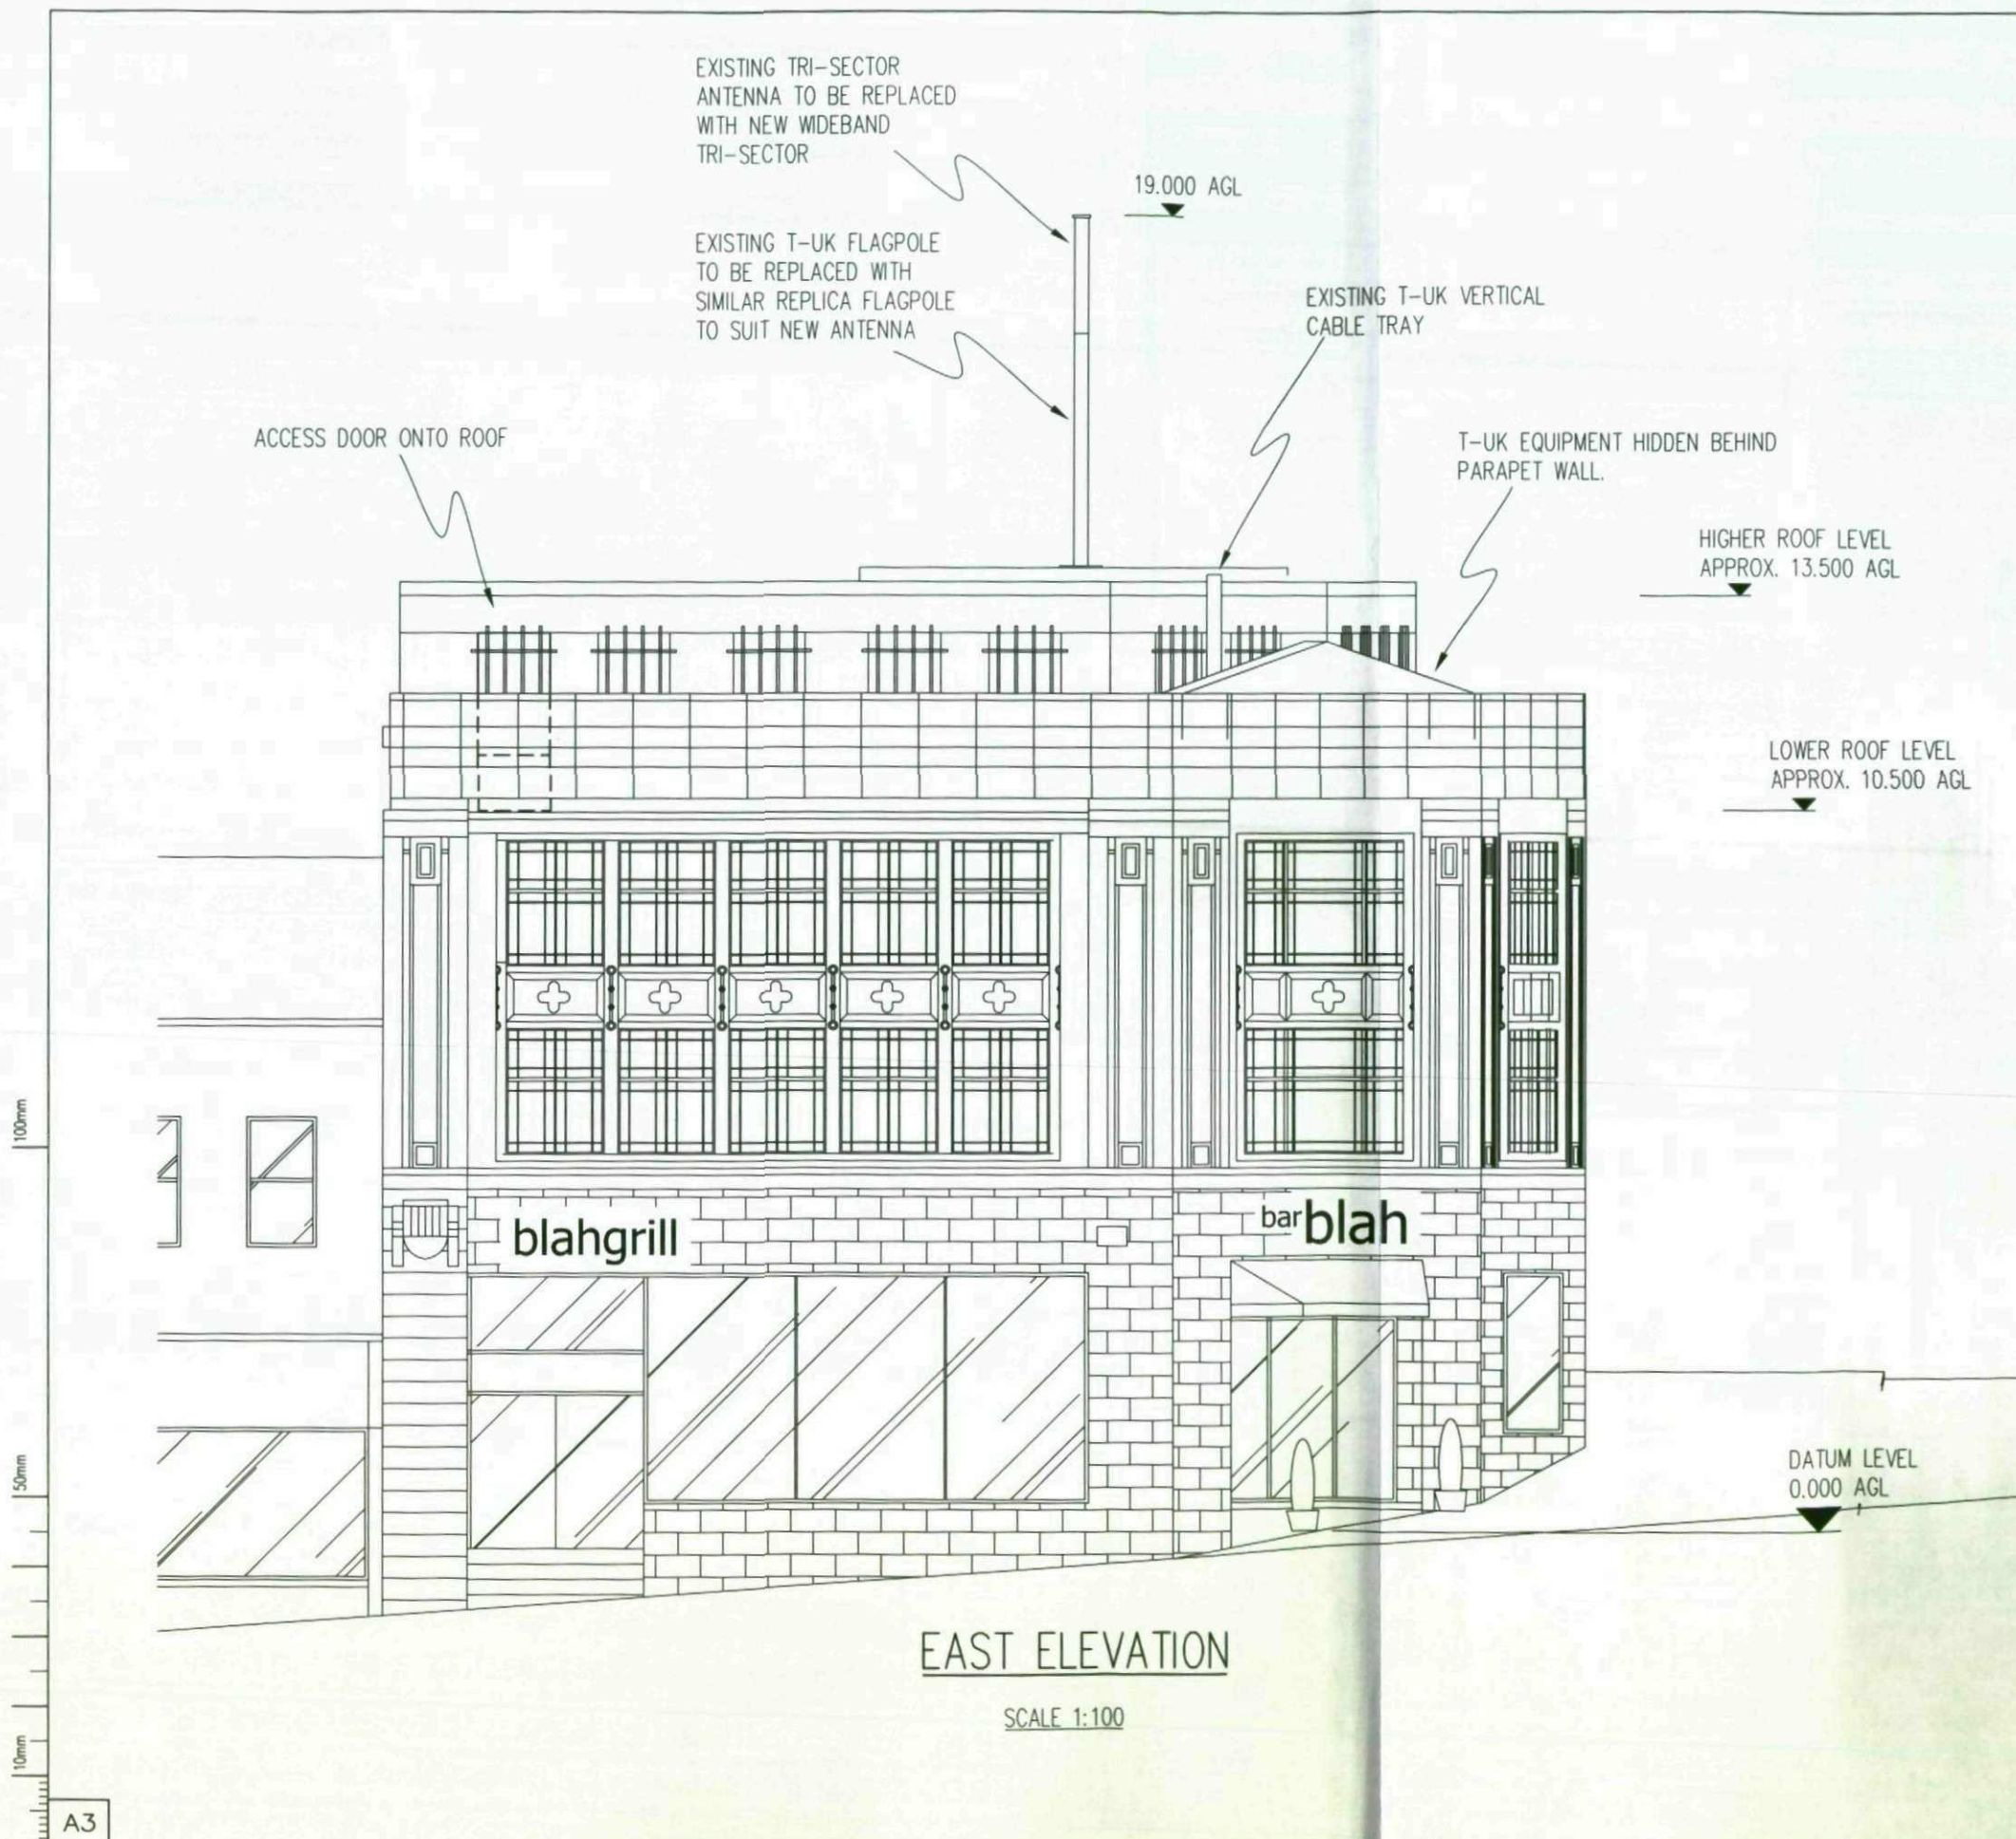 EXISTING TRI-SECTOR
ANTENNA TO BE REPLACED
WITH NEW WIDEBAND
TRI-SECTOR
19.000 AGL
EXISTING T-UK FLAGPOLE
TO BE REPLACED WITH
SIMILAR REPLICA FLAGPOLE
TO SUIT NEW ANTENNA
EXISTING T-UK VERTICAL
CABLE TRAY
ACCESS DOOR ONTO ROOF
T-UK EQUIPMENT HIDDEN BEHIND
PARAPET WALL.
HIGHER ROOF LEVEL
APPROX. 13.500 AGL
LOWER ROOF LEVEL
APPROX. 10.500 AGL
100mm
blahgrill
barblah
50mm
DATUM LEVEL
0.000 AGL
EAST ELEVATION
SCALE 1:100
10mm
A3